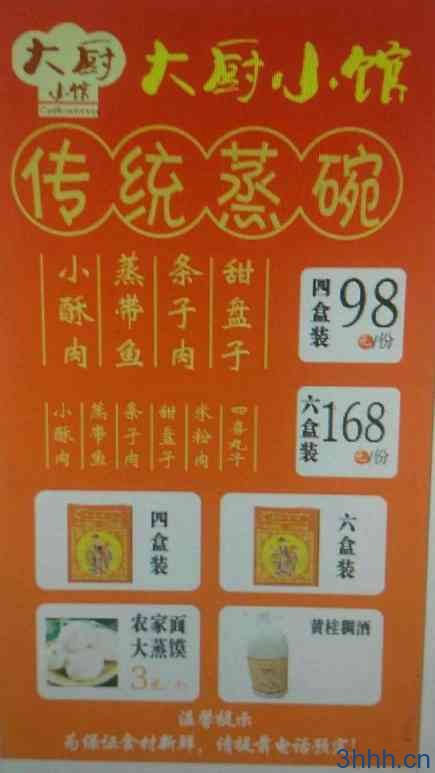 大厨
小馆
大厨小馆
传统蒸碗
小酥肉
蒸带鱼
条子肉
甜盘子
四盒装
98
元/份
小酥肉
蒸带鱼
条子肉
甜盘子
米粉肉
四喜丸子
六盒装
168
元/份
四盒装
六盒装
农家面
大蒸馍
3元
黄桂稠酒
温馨提示
为保证食材新鲜，请提前电话预定！
3hhh.cn